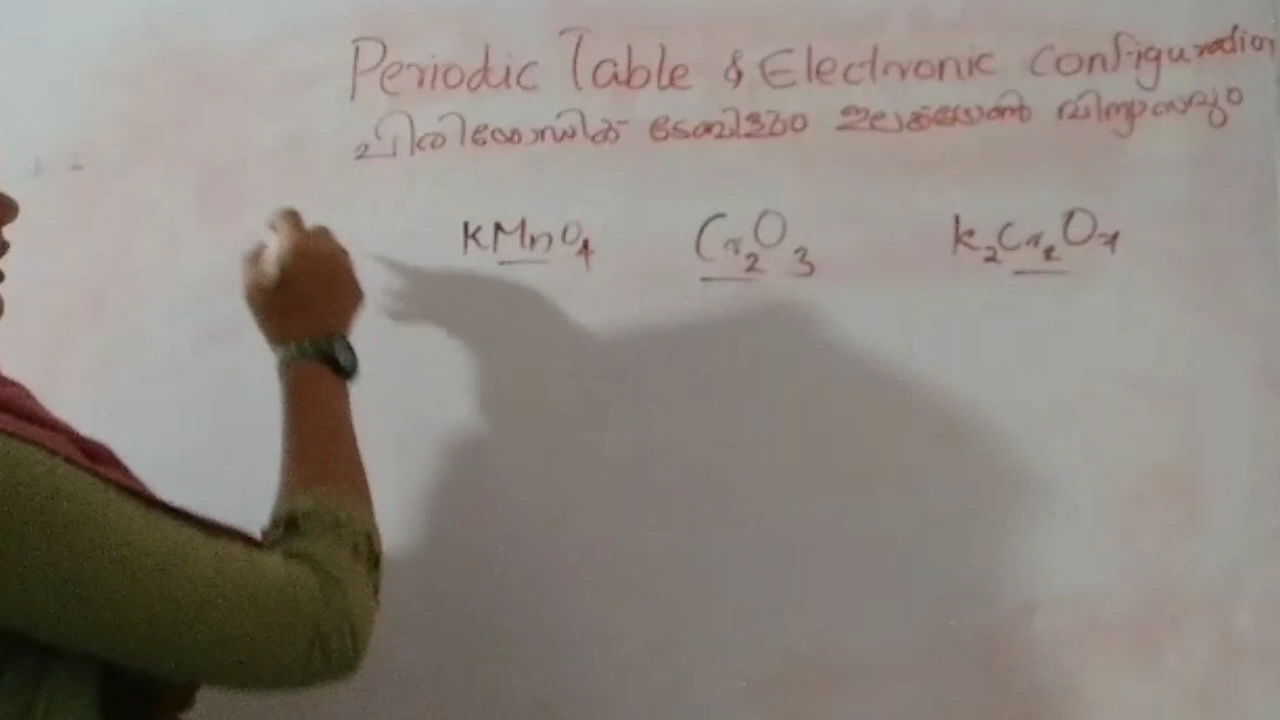 Periodic Table & Electronic Configuration
പിരിയോഡിക് ടേബിളും ഇലക്ട്രോൺ വിന്യാസവും
KMnO4 Cr2O3 K2Cr2O7